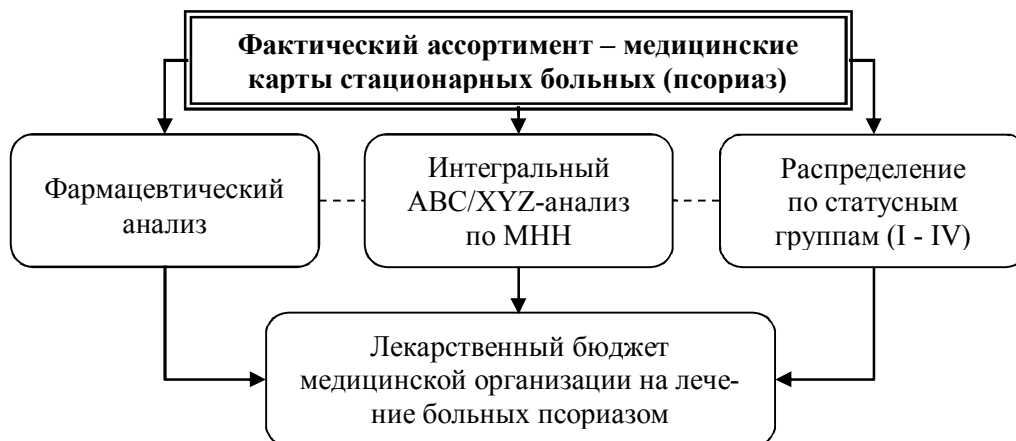 Фактический ассортимент – медицинские
карты стационарных больных (псориаз)
Фармацевтический
анализ
Интегральный
ABC/XYZ-анализ
по МНН
Распределение
по статусным
группам (I - IV)
Лекарственный бюджет
медицинской организации на лече-
ние больных псориазом